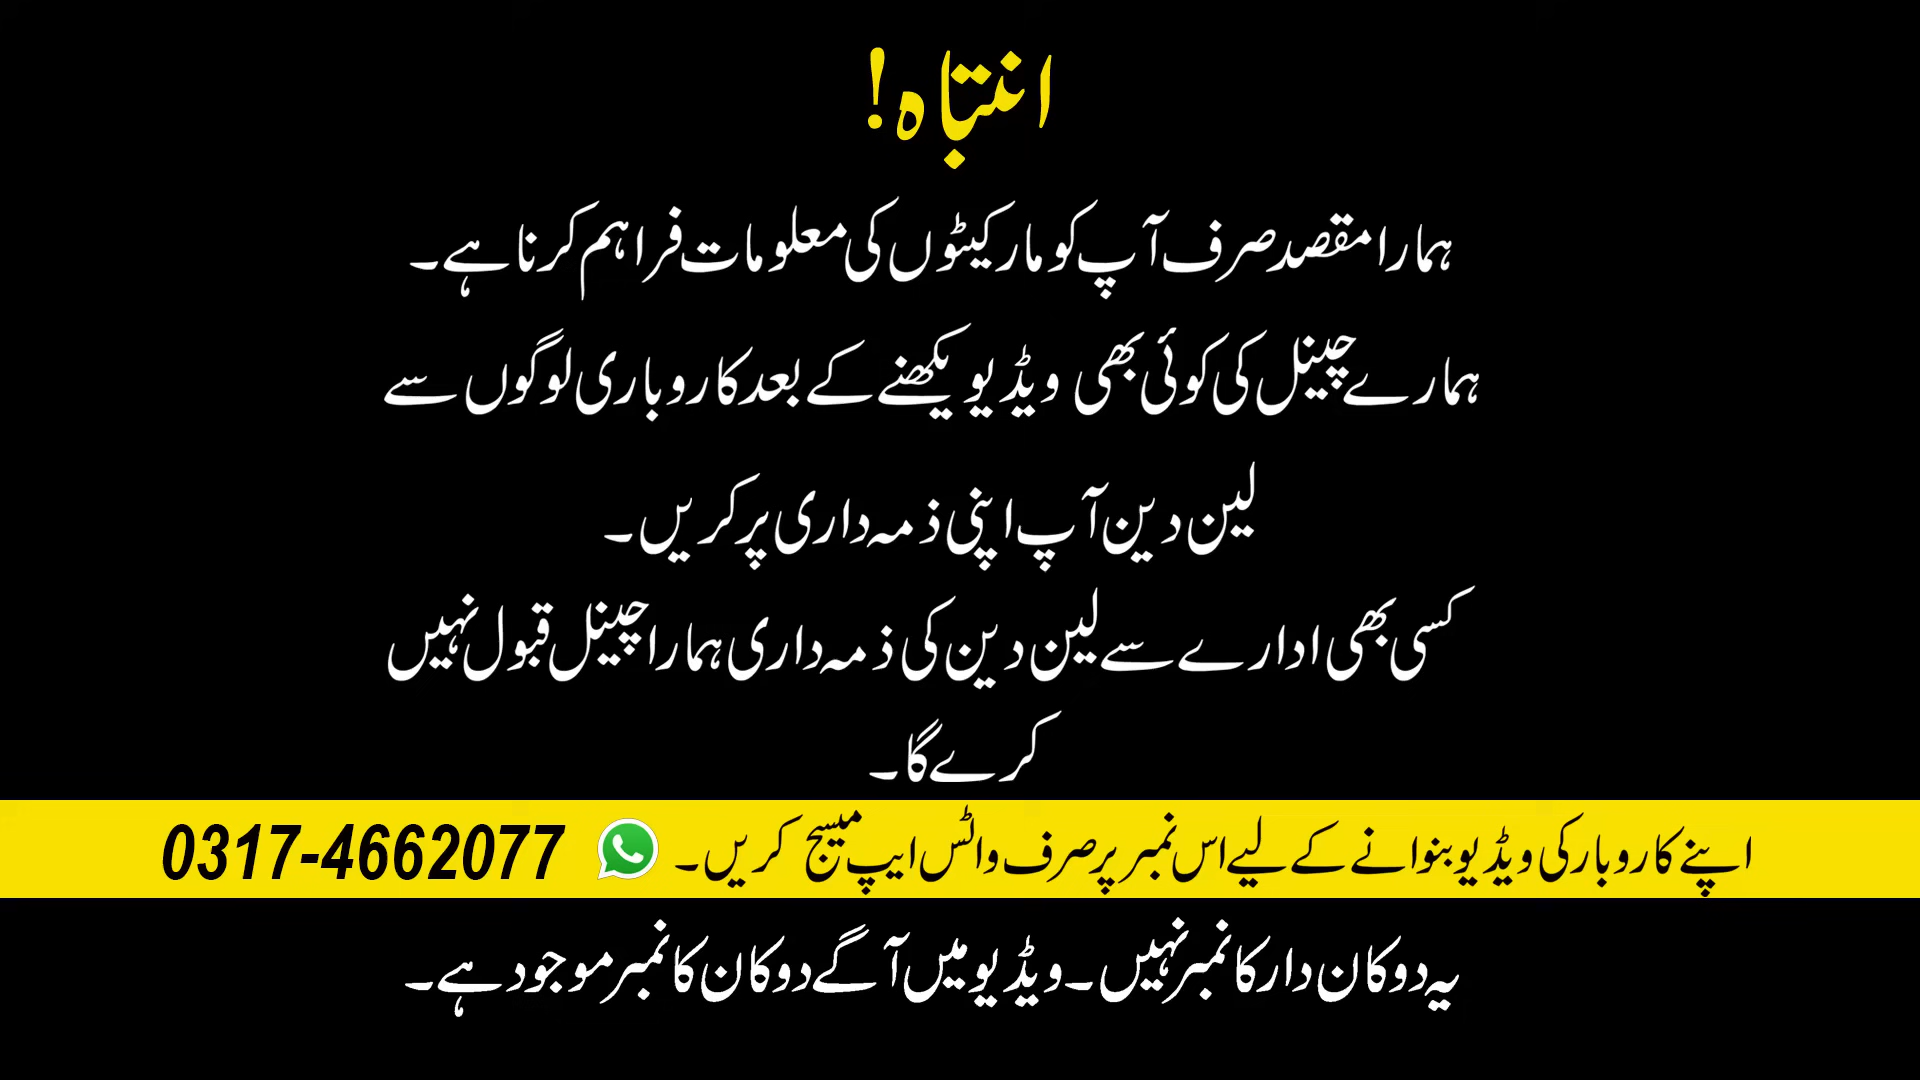 انتباہ!
ہمارا مقصد صرف آپ کو مارکیٹوں کی معلومات فراہم کرنا ہے۔
ہمارے چینل کی کوئی بھی ویڈیو یکھنے کے بعد کاروباری لوگوں سے
لین دین آپ اپنی ذمہ داری پر کریں۔
کسی بھی ادارے سے لین دین کی ذمہ داری ہمارا چینل قبول نہیں
کرے گا۔
اپنے کاروبار کی ویڈیو بنوانے کے لیے اس نمبر پر صرف واٹس ایپ میسج کریں۔ 0317-4662077
یہ دوکان دار کا نمبر نہیں۔ ویڈیو میں آگے دوکان کا نمبر موجود ہے۔